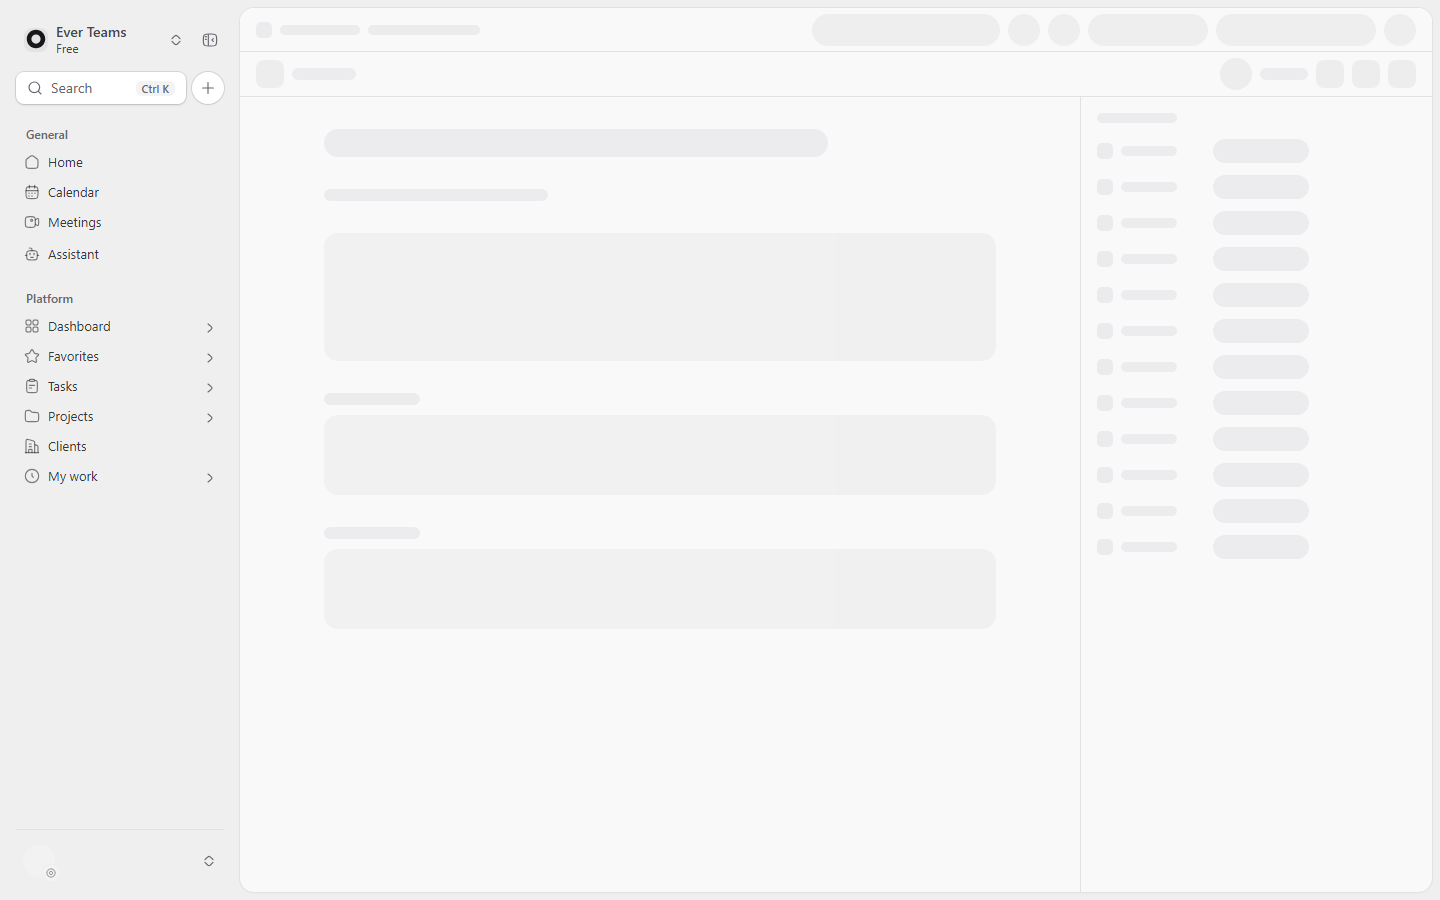 Ever Teams
Free
Search
Ctrl K
General
Home
Calendar
Meetings
Assistant
Platform
Dashboard
Favorites
Tasks
Projects
Clients
My work